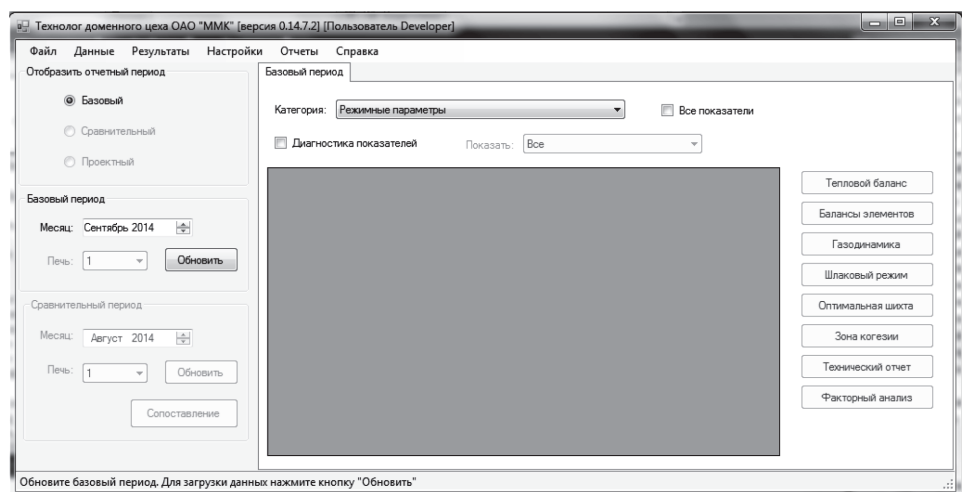 Технолог доменного цеха ОАО "ММК" [версия 0.14.7.2] [Пользователь Developer]
Файл Данные Результаты Настройки Отчеты Справка
Отобразить отчетный период
Базовый
Сравнительный
Проектный
Базовый период
Месяц: Сентябрь 2014
Печь: 1 Обновить
Сравнительный период
Месяц: Август 2014
Печь: 1 Обновить
Сопоставление
Базовый период
Категория: Режимные параметры Все показатели
Диагностика показателей Показать: Все
Тепловой баланс
Балансы элементов
Газодинамика
Шлаковый режим
Оптимальная шихта
Зона когезии
Технический отчет
Факторный анализ
Обновите базовый период. Для загрузки данных нажмите кнопку "Обновить"